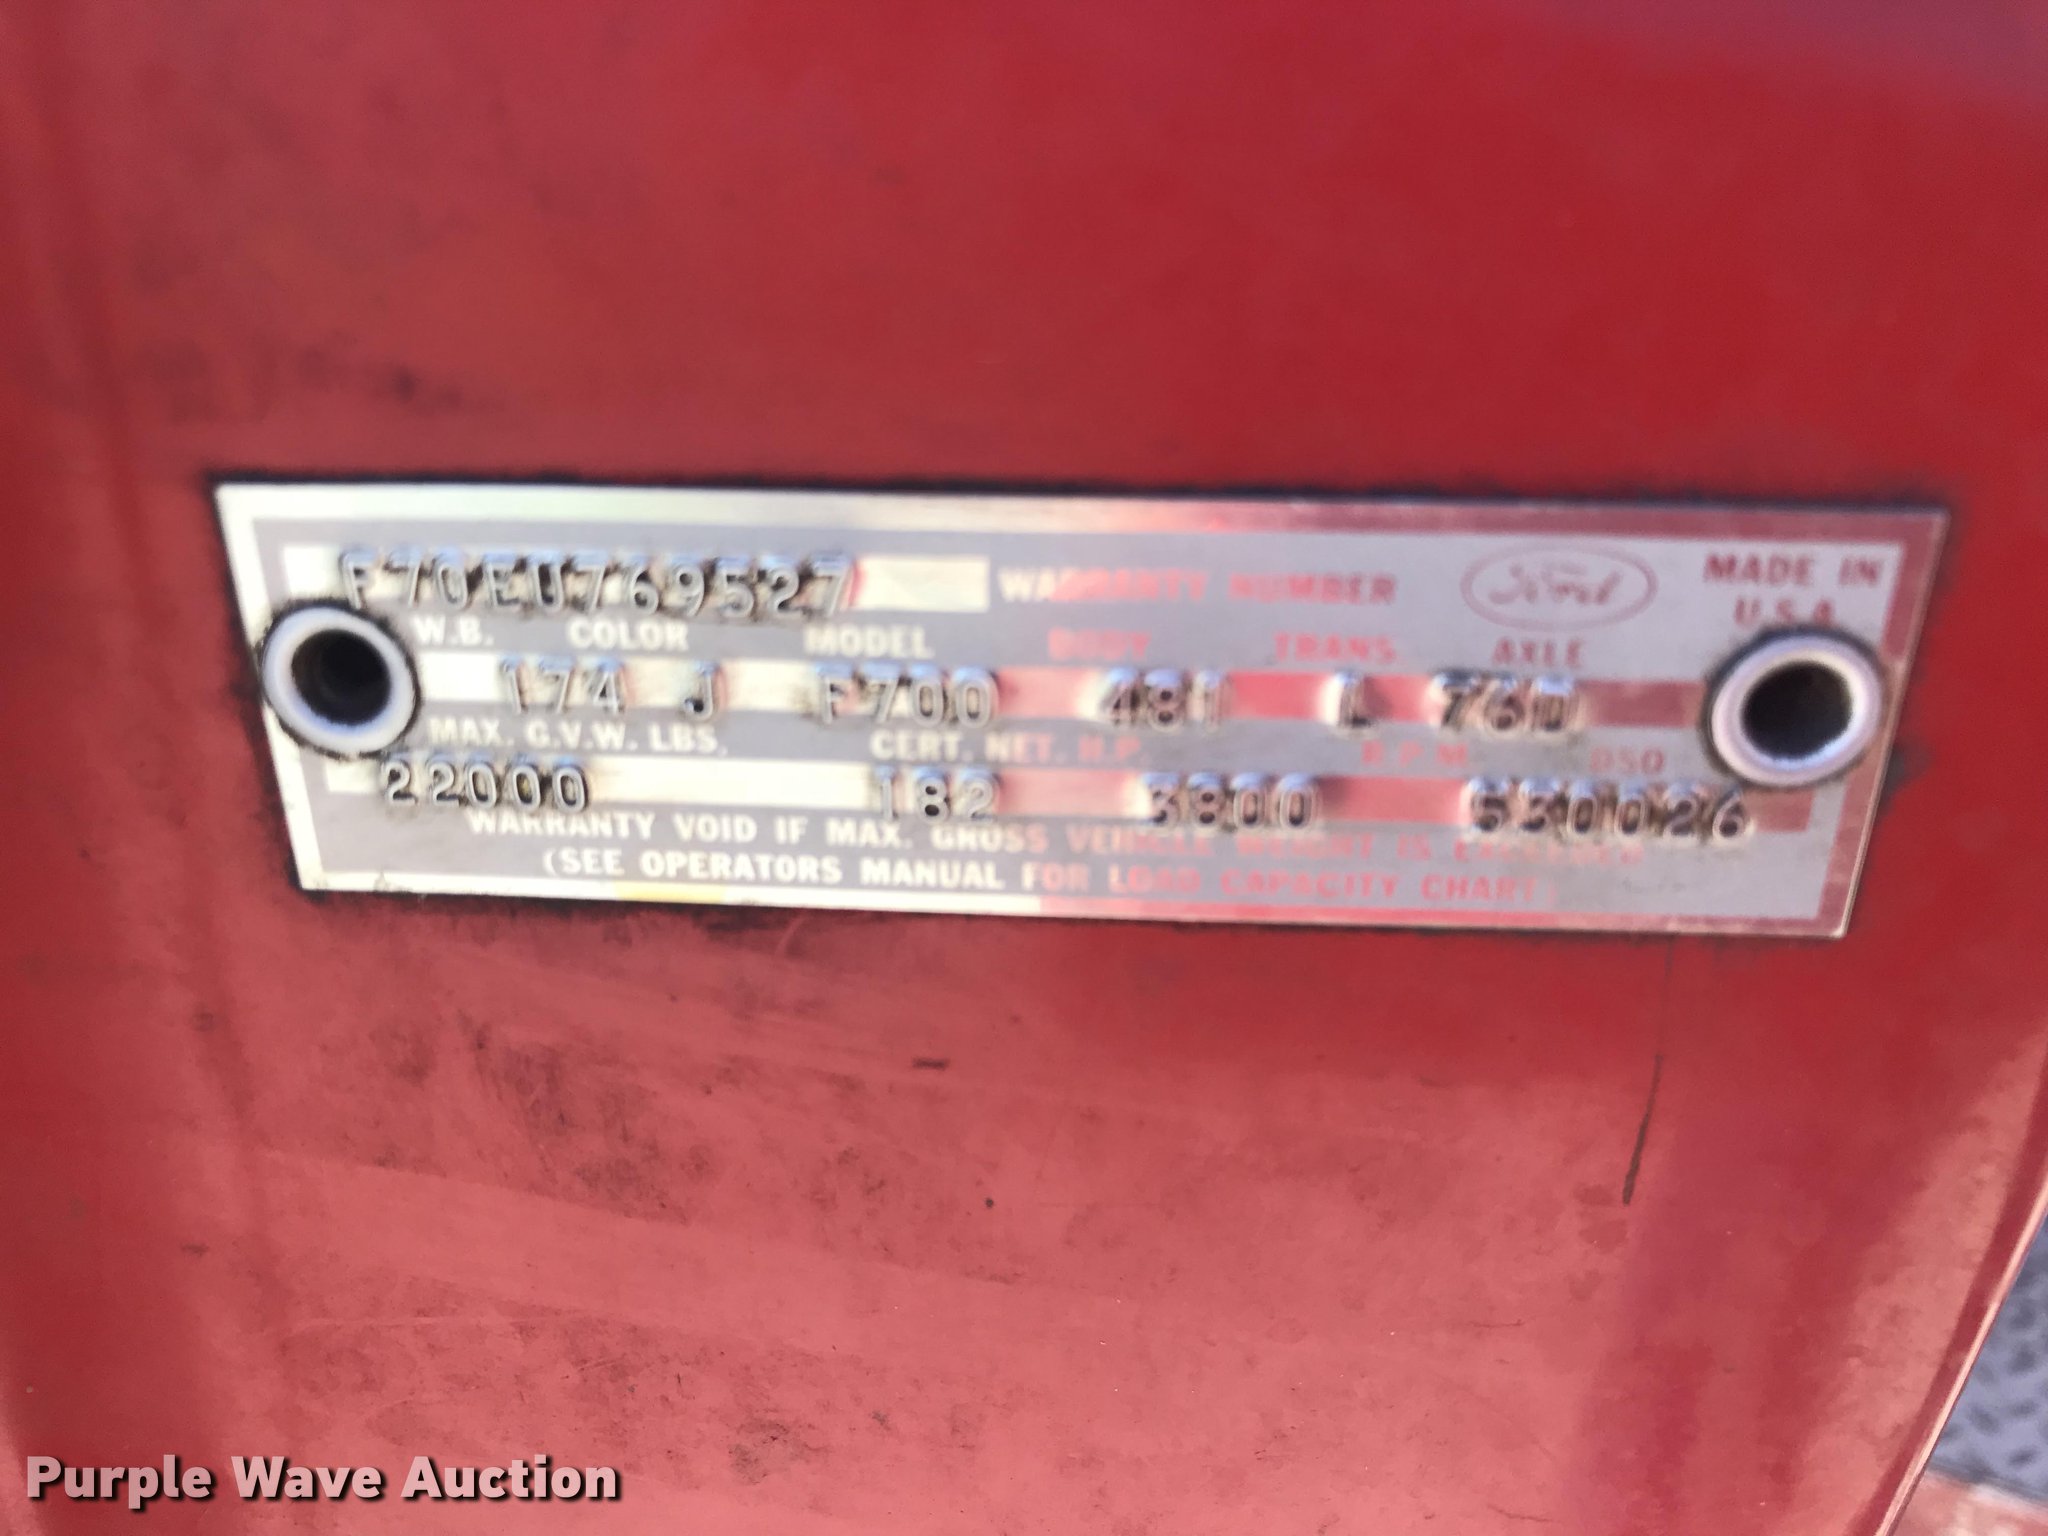 F70EU769527 WARRANTY NUMBER Ford MADE IN U.S.A.
W.B. COLOR MODEL BODY TRANS. AXLE
174 J F700 481 L 76D
MAX. G.V.W. LBS. CERT. NET. H.P. R.P.M. DSO
22000 182 3800 530026
WARRANTY VOID IF MAX. GROSS VEHICLE WEIGHT IS EXCEEDED
(SEE OPERATORS MANUAL FOR LOAD CAPACITY CHART)
Purple Wave Auction